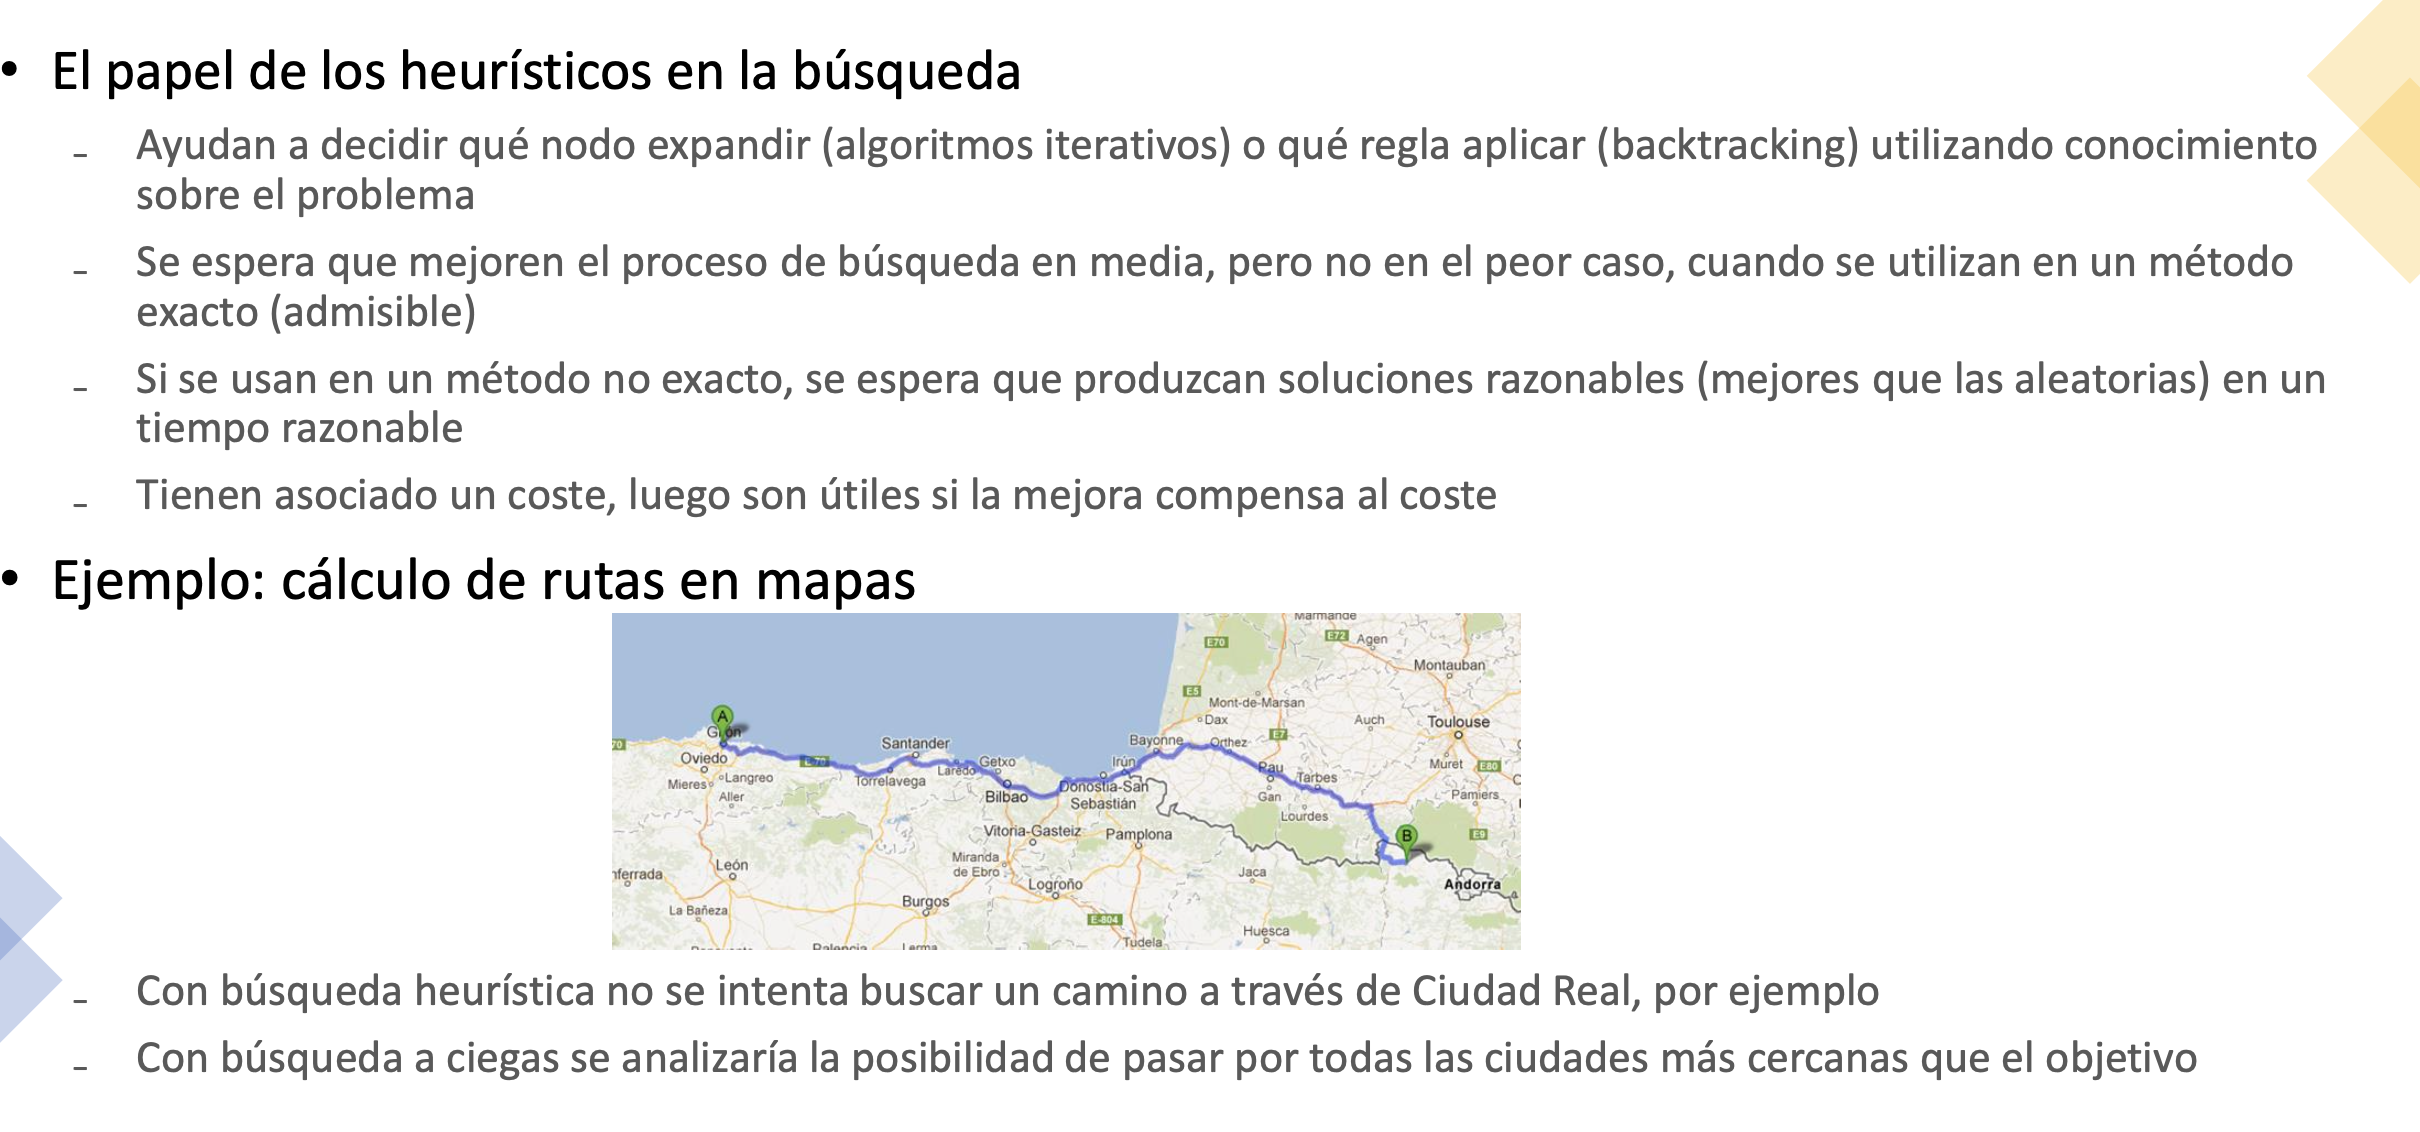 • El papel de los heurísticos en la búsqueda
- Ayudan a decidir qué nodo expandir (algoritmos iterativos) o qué regla aplicar (backtracking) utilizando conocimiento
sobre el problema
- Se espera que mejoren el proceso de búsqueda en media, pero no en el peor caso, cuando se utilizan en un método
exacto (admisible)
- Si se usan en un método no exacto, se espera que produzcan soluciones razonables (mejores que las aleatorias) en un
tiempo razonable
- Tienen asociado un coste, luego son útiles si la mejora compensa al coste
• Ejemplo: cálculo de rutas en mapas
Marmande
E70
E72
Agen
Montauban
E5
Mont-de-Marsan
Dax
Auch
Toulouse
A
Gijón
70
Oviedo
Santander
Bayonne
Orthez
E7
E-70
Getxo
Irún
Muret
E80
Langreo
Mieres
Torrelavega
Laredo
Pau
Tarbes
Aller
Bilbao
Donostia-San
Sebastián
Gan
Pamiers
Lourdes
Vitoria-Gasteiz
Pamplona
B
E9
León
Miranda
de Ebro
nferrada
Logroño
Jaca
Andorra
La Bañeza
Burgos
E-804
Huesca
Palencia
Lerma
Tudela
- Con búsqueda heurística no se intenta buscar un camino a través de Ciudad Real, por ejemplo
- Con búsqueda a ciegas se analizaría la posibilidad de pasar por todas las ciudades más cercanas que el objetivo